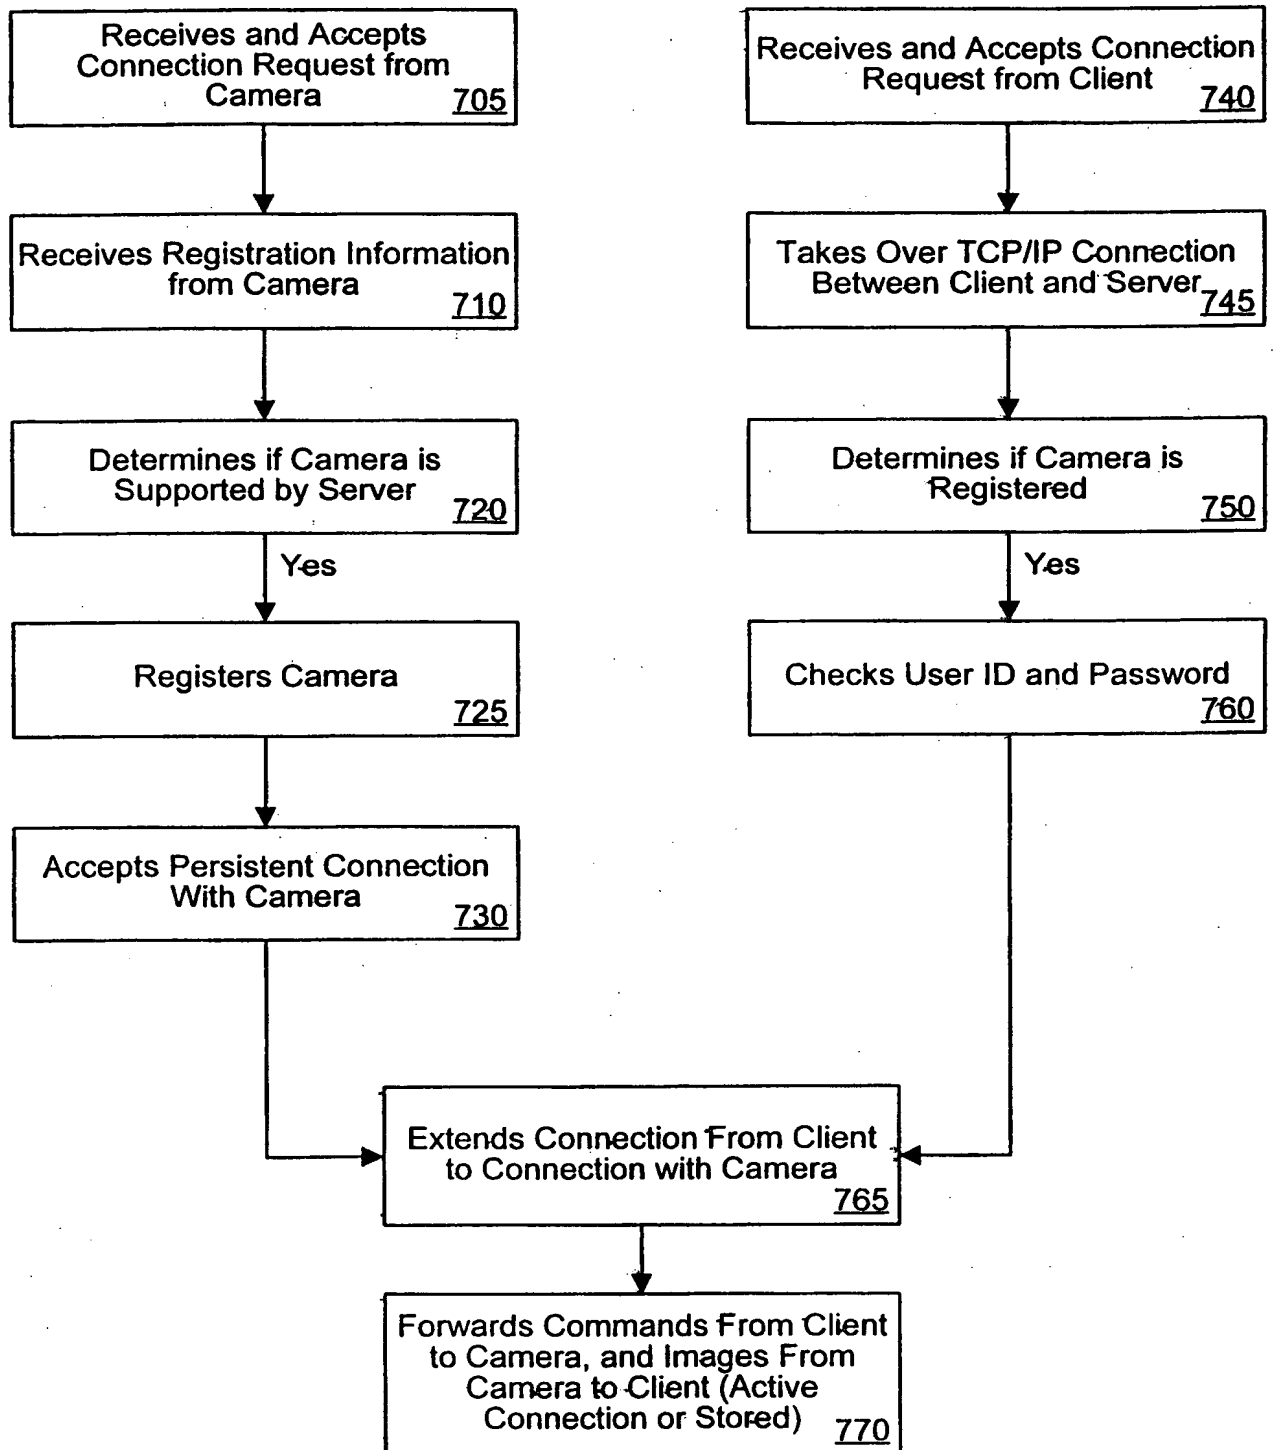 Receives and Accepts
Connection Request from
Camera
705
Receives Registration Information
from Camera
710
Determines if Camera is
Supported by Server
720
Yes
Registers Camera
725
Accepts Persistent Connection
With Camera
730
Receives and Accepts Connection
Request from Client
740
Takes Over TCP/IP Connection
Between Client and Server
745
Determines if Camera is
Registered
750
Yes
Checks User ID and Password
760
Extends Connection From Client
to Connection with Camera
765
Forwards Commands From Client
to Camera, and Images From
Camera to Client (Active
Connection or Stored)
770